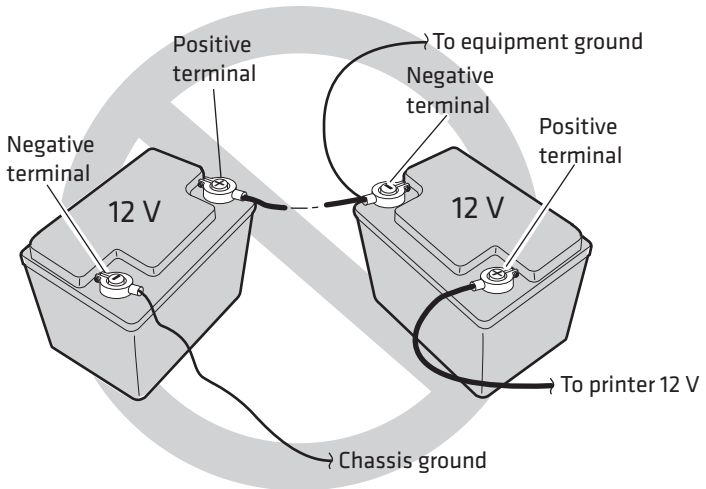 To equipment ground
Positive
terminal
Negative
terminal
Positive
terminal
Negative
terminal
12 V
12 V
To printer 12 V
Chassis ground